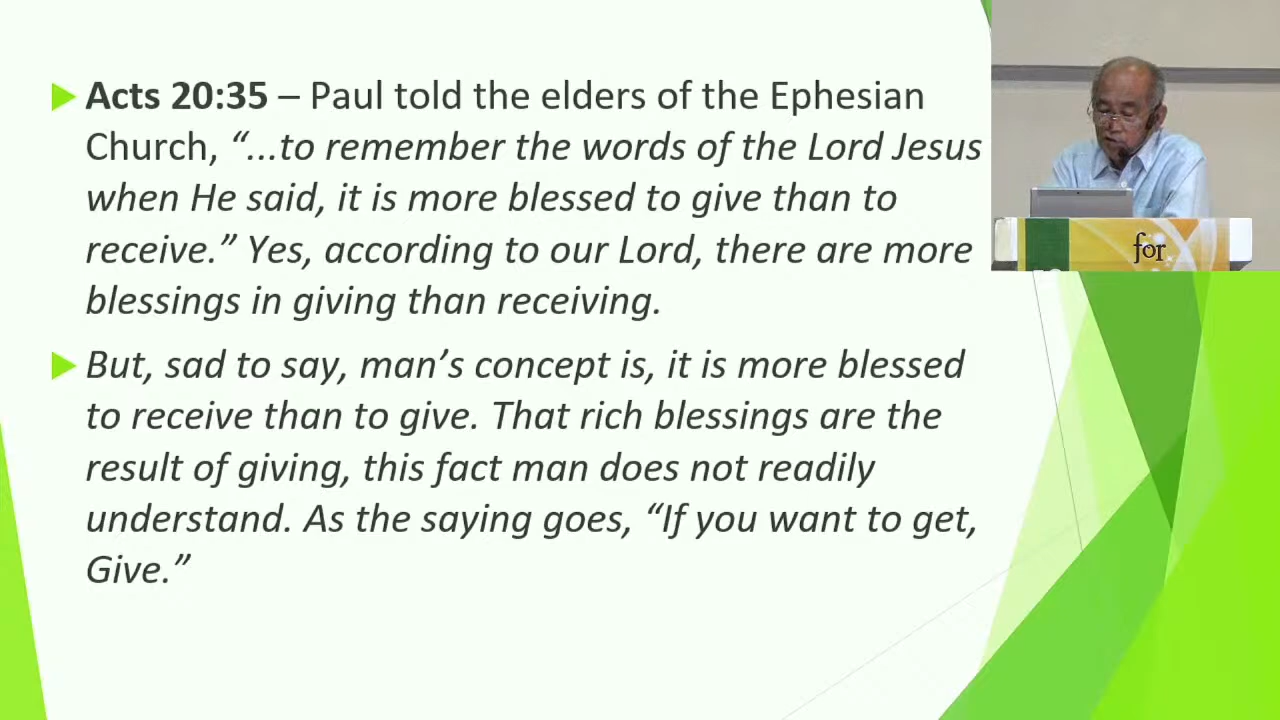 Acts 20:35 – Paul told the elders of the Ephesian
Church, “...to remember the words of the Lord Jesus
when He said, it is more blessed to give than to
receive.” Yes, according to our Lord, there are more
blessings in giving than receiving.
But, sad to say, man’s concept is, it is more blessed
to receive than to give. That rich blessings are the
result of giving, this fact man does not readily
understand. As the saying goes, “If you want to get,
Give.”
for